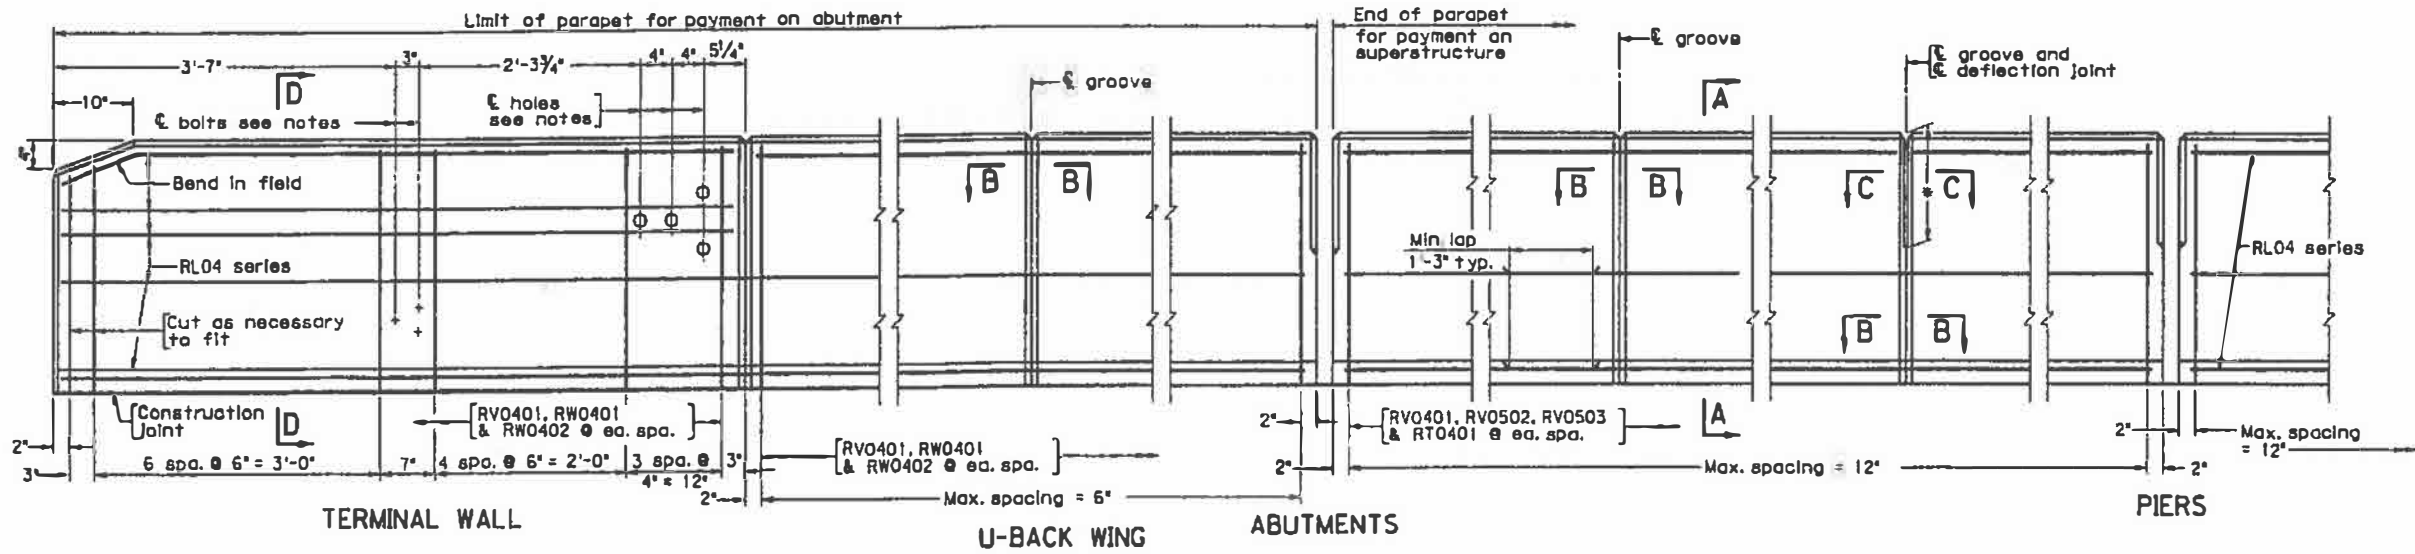 Limit of parapet for payment on abutment
End of parapet
for payment on
superstructure
℄ groove
℄ groove and
℄ deflection joint
3'-7"
3"
2'-3¾"
4"
4"
5¼"
10"
D
℄ holes
see notes
℄ groove
A
℄ bolts see notes
Bend in field
B
B
B
B
C
*
C
RL04 series
Min lap
1'-3" typ.
RL04 series
Cut as necessary
to fit
B
B
Construction
joint
D
RV0401, RW0401
& RW0402 @ ea. spa.
2"
RV0401, RV0502, RV0503
& RT0401 @ ea. spa.
A
2"
Max. spacing
= 12"
2"
3"
6 spa. @ 6" = 3'-0"
7"
4 spa. @ 6" = 2'-0"
3 spa. @
4" = 12"
3"
RV0401, RW0401
& RW0402 @ ea. spa.
2"
Max. spacing = 12"
2"
2"
Max. spacing = 6"
TERMINAL WALL
U-BACK WING
ABUTMENTS
PIERS